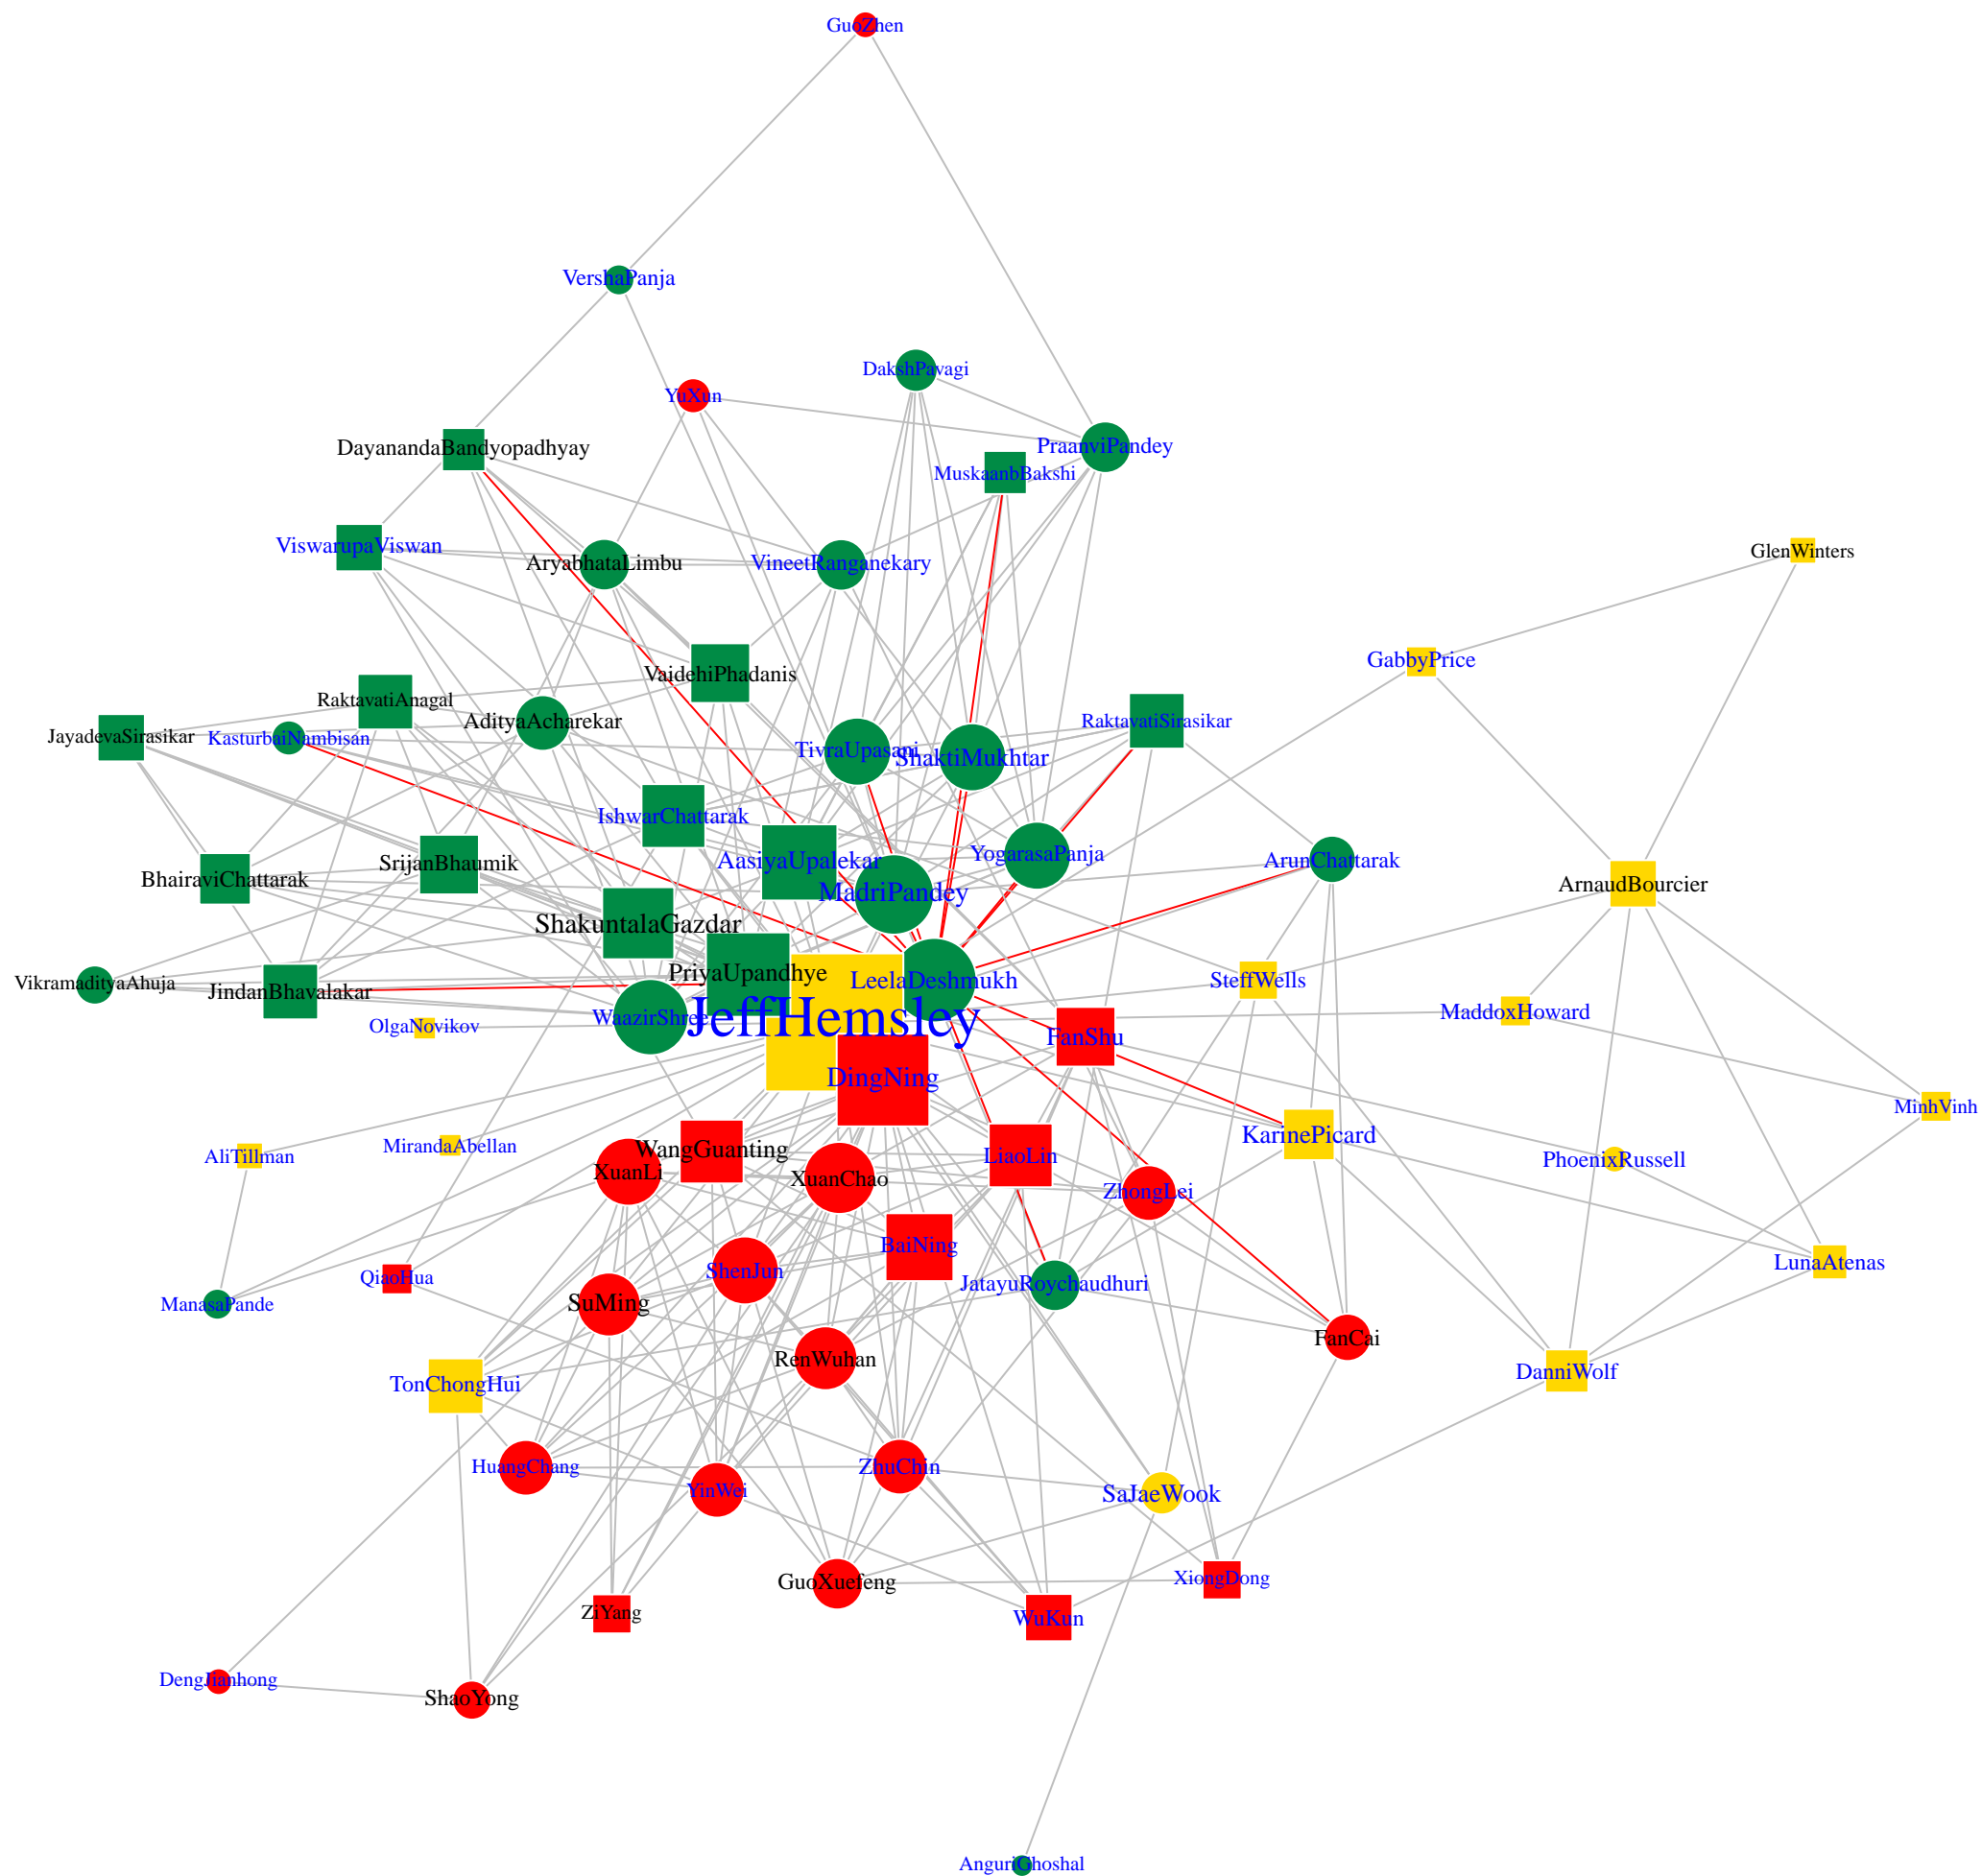 GuoZhen
VershaPanja
DakshPavagi
YuXun
DayanandaBandyopadhyay
PraanviPandey
MuskaanbBakshi
ViswarupaViswan
GlenWinters
AryabhataLimbu
VineetRanganekary
GabbyPrice
VaidehiPhadanis
RaktavatiAnagal
AdityaAcharekar
RaktavatiSirasikar
JayadevaSirasikar
KasturbaiNambisan
TivraUpasani
ShaktiMukhtar
IshwarChattarak
YogarasaPanja
AasiyaUpalekar
SrijanBhaumik
ArunChattarak
BhairaviChattarak
ArnaudBourcier
MadriPandey
ShakuntalaGazdar
PriyaUpandhye
LeelaDeshmukh
SteffWells
VikramadityaAhuja
JindanBhavalakar
MaddoxHoward
WaazirShree
JeffHemsley
OlgaNovikov
FanShu
DingNing
MinhVinh
KarinePicard
MirandaAbellan
WangGuanting
AliTillman
LiaoLin
PhoenixRussell
XuanLi
XuanChao
ZhongLei
BaiNing
LunaAtenas
ShenJun
QiaoHua
JatayuRoychaudhuri
ManasaPande
SuMing
FanCai
RenWuhan
DanniWolf
TonChongHui
HuangChang
ZhuChin
YinWei
SaJaeWook
XiongDong
GuoXuefeng
ZiYang
WuKun
DengJianhong
ShaoYong
AnguriGhoshal